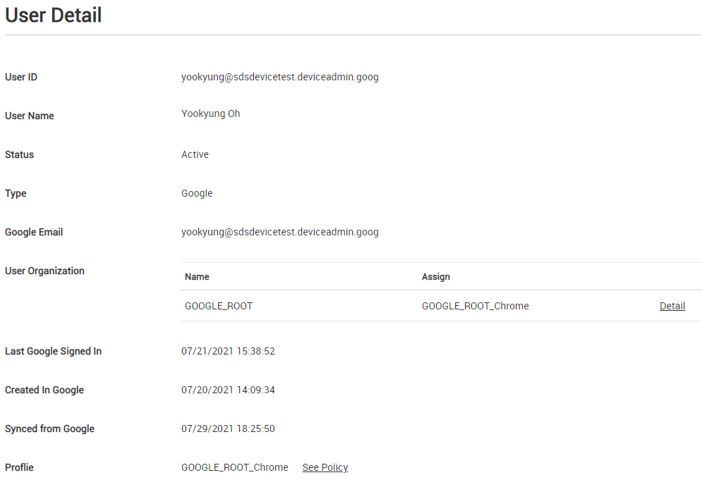 User Detail
User ID yookyung@sdsdevicetest.deviceadmin.goog
User Name Yookyung Oh
Status Active
Type Google
Google Email yookyung@sdsdevicetest.deviceadmin.goog
User Organization
Name Assign
GOOGLE_ROOT GOOGLE_ROOT_Chrome Detail
Last Google Signed In 07/21/2021 15:38:52
Created In Google 07/20/2021 14:09:34
Synced from Google 07/29/2021 18:25:50
Proflie GOOGLE_ROOT_Chrome See Policy